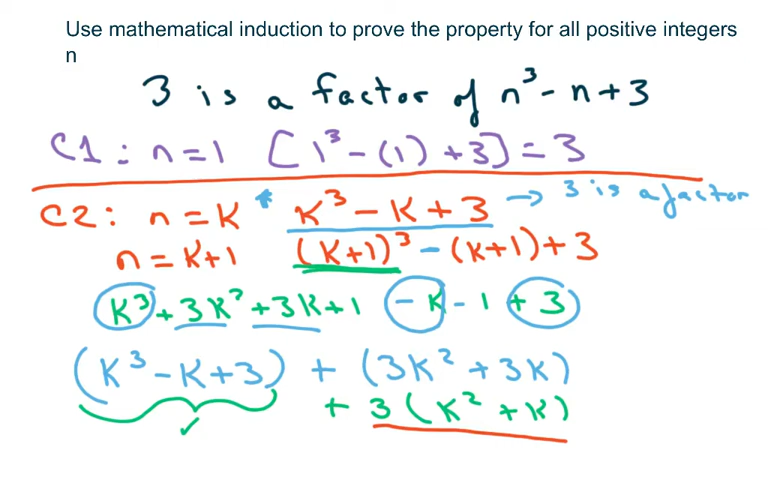 Use mathematical induction to prove the property for all positive integers
n
3 is a factor of n³ - n + 3
C1: n = 1 [1³ - (1) + 3] = 3
C2: n = K * K³ - K + 3 → 3 is a factor
n = K+1 (K+1)³ - (K+1) + 3
K³ + 3K² + 3K + 1 - K - 1 + 3
(K³ - K + 3) + (3K² + 3K)
✓ + 3(K² + K)